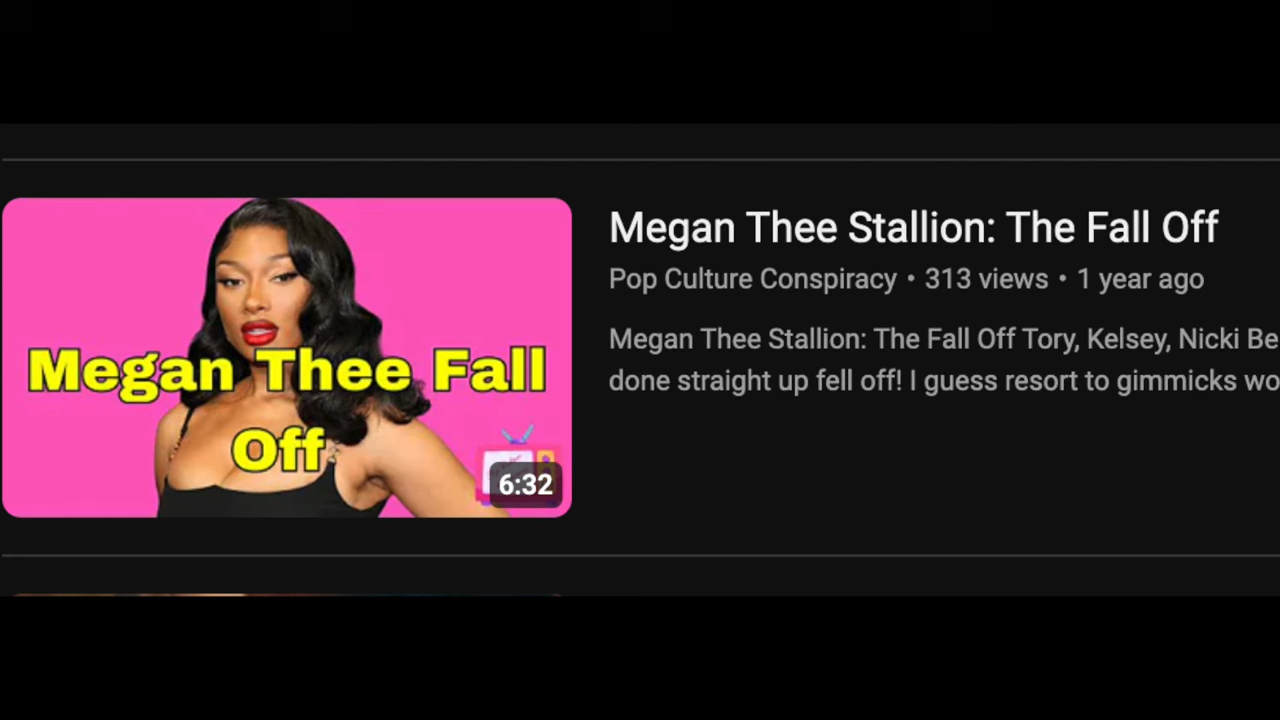 Megan Thee Fall
Off
6:32
Megan Thee Stallion: The Fall Off
Pop Culture Conspiracy • 313 views • 1 year ago
Megan Thee Stallion: The Fall Off Tory, Kelsey, Nicki Be
done straight up fell off! I guess resort to gimmicks wo